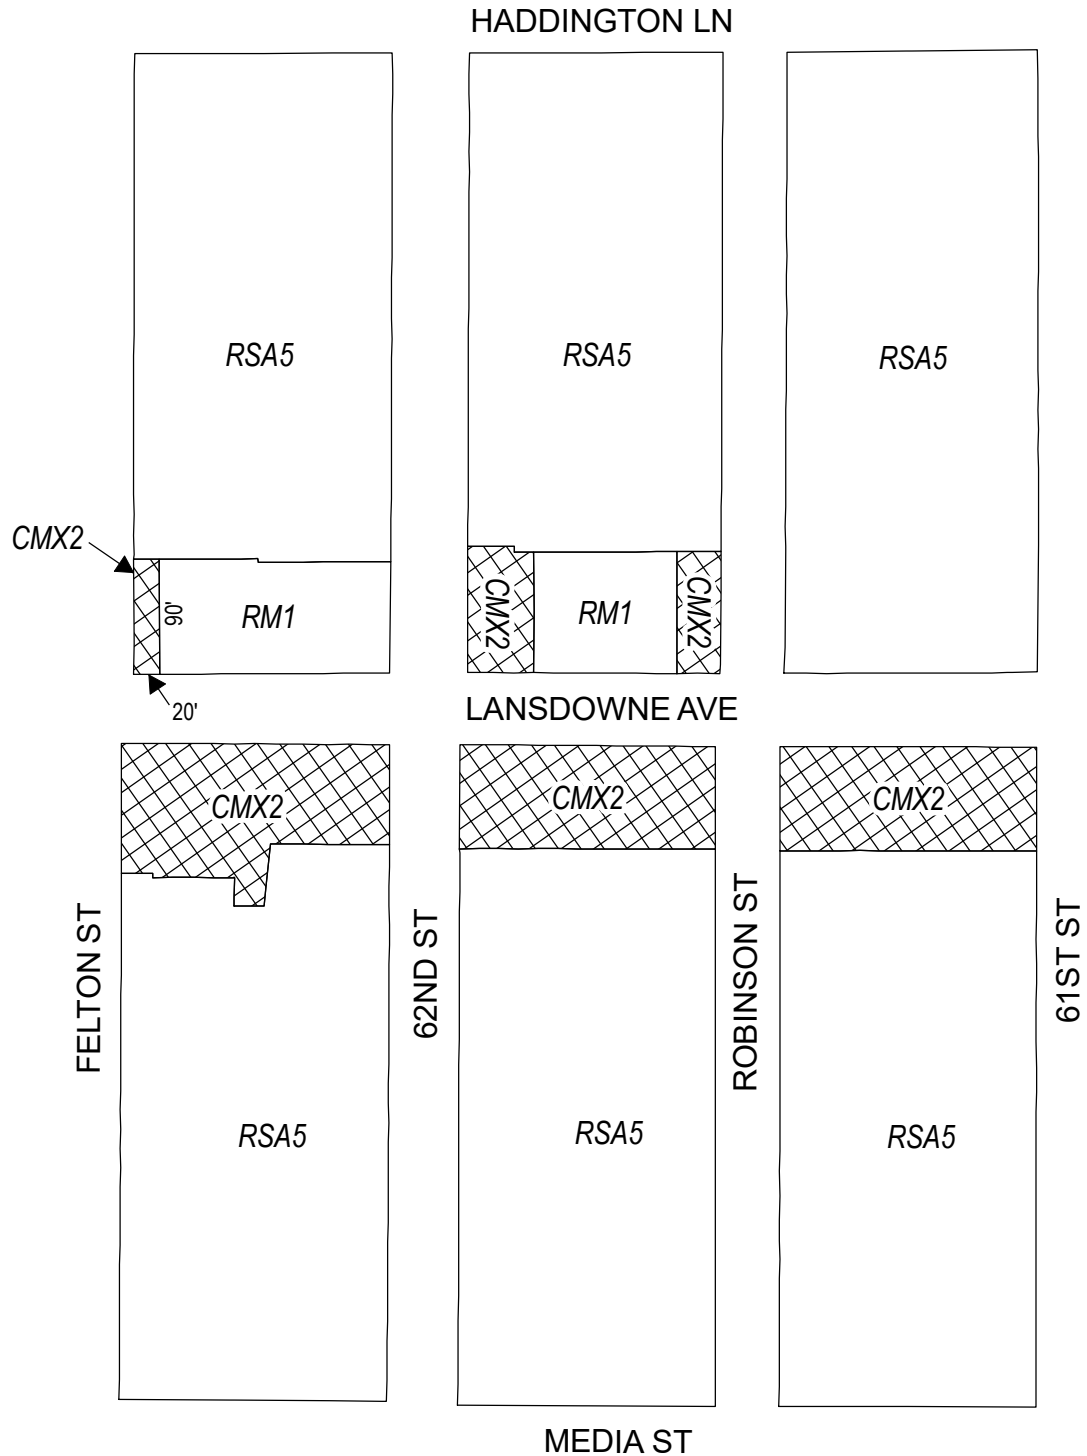 HADDINGTON LN
RSA5
RSA5
RSA5
CMX2
90'
RM1
CMX2
RM1
CMX2
20'
LANSDOWNE AVE
CMX2
CMX2
CMX2
FELTON ST
62ND ST
ROBINSON ST
61ST ST
RSA5
RSA5
RSA5
MEDIA ST